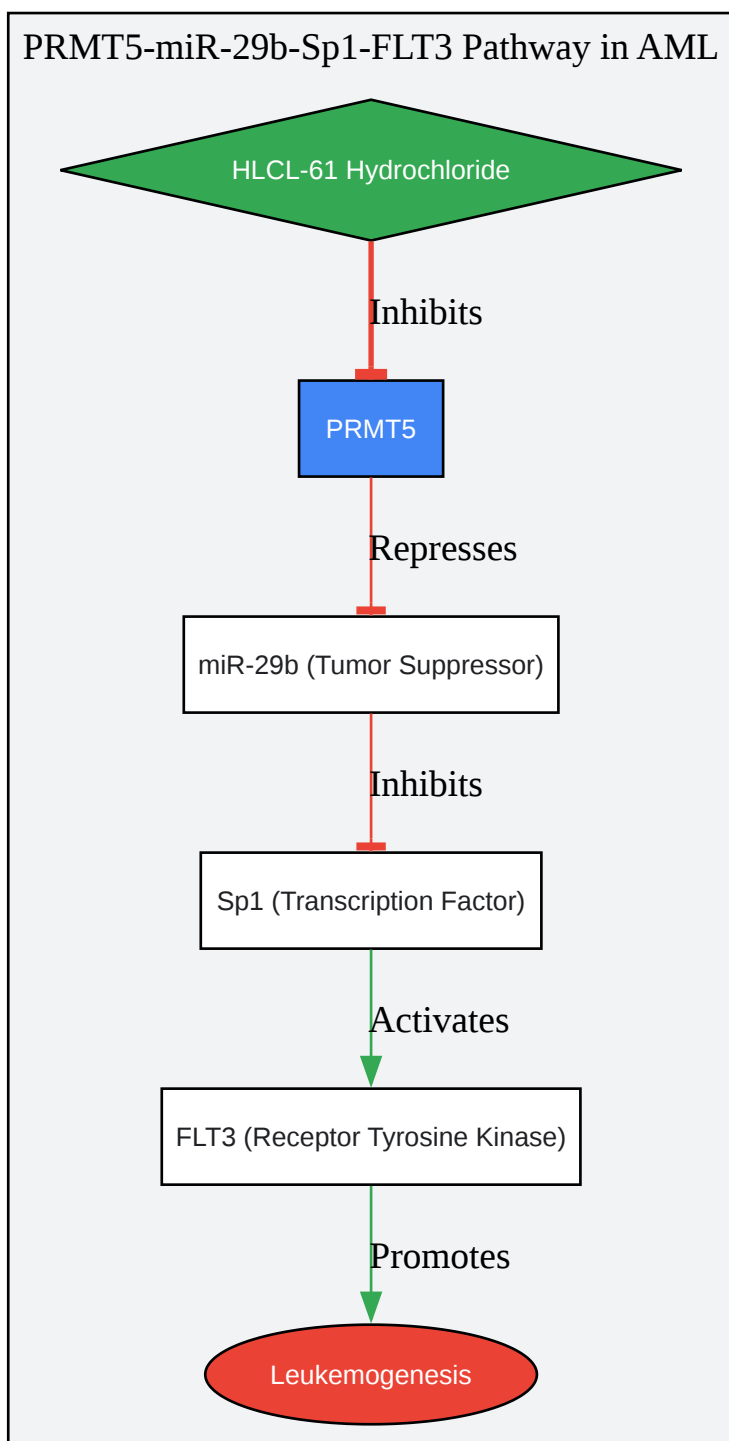 PRMT5-miR-29b-Sp1-FLT3 Pathway in AML
HLCL-61 Hydrochloride
Inhibits
PRMT5
Represses
miR-29b (Tumor Suppressor)
Inhibits
Sp1 (Transcription Factor)
Activates
FLT3 (Receptor Tyrosine Kinase)
Promotes
Leukemogenesis